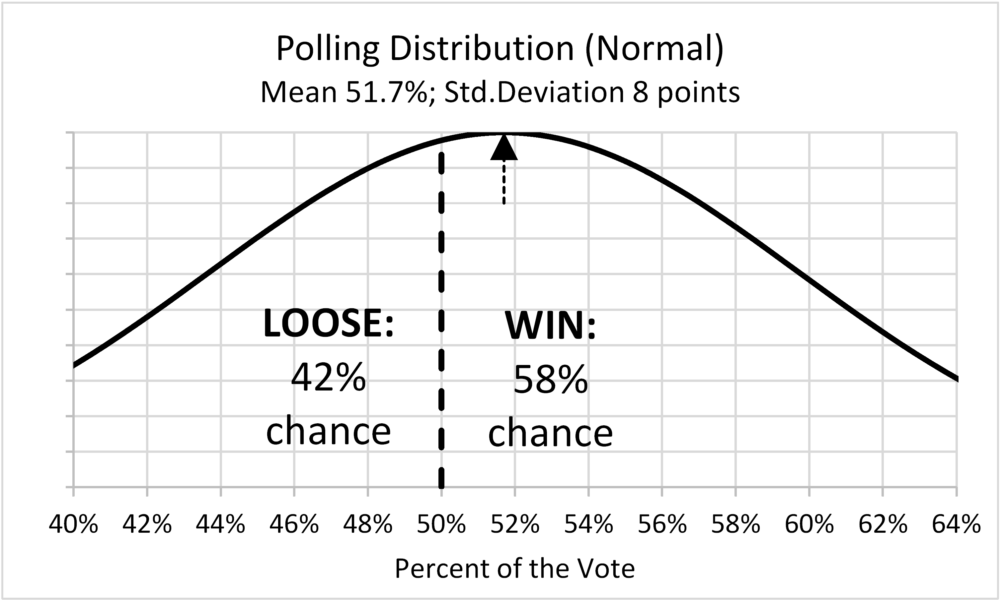 Polling Distribution (Normal)
Mean 51.7%; Std.Deviation 8 points
LOOSE:
42%
chance
WIN:
58%
chance
40% 42% 44% 46% 48% 50% 52% 54% 56% 58% 60% 62% 64%
Percent of the Vote